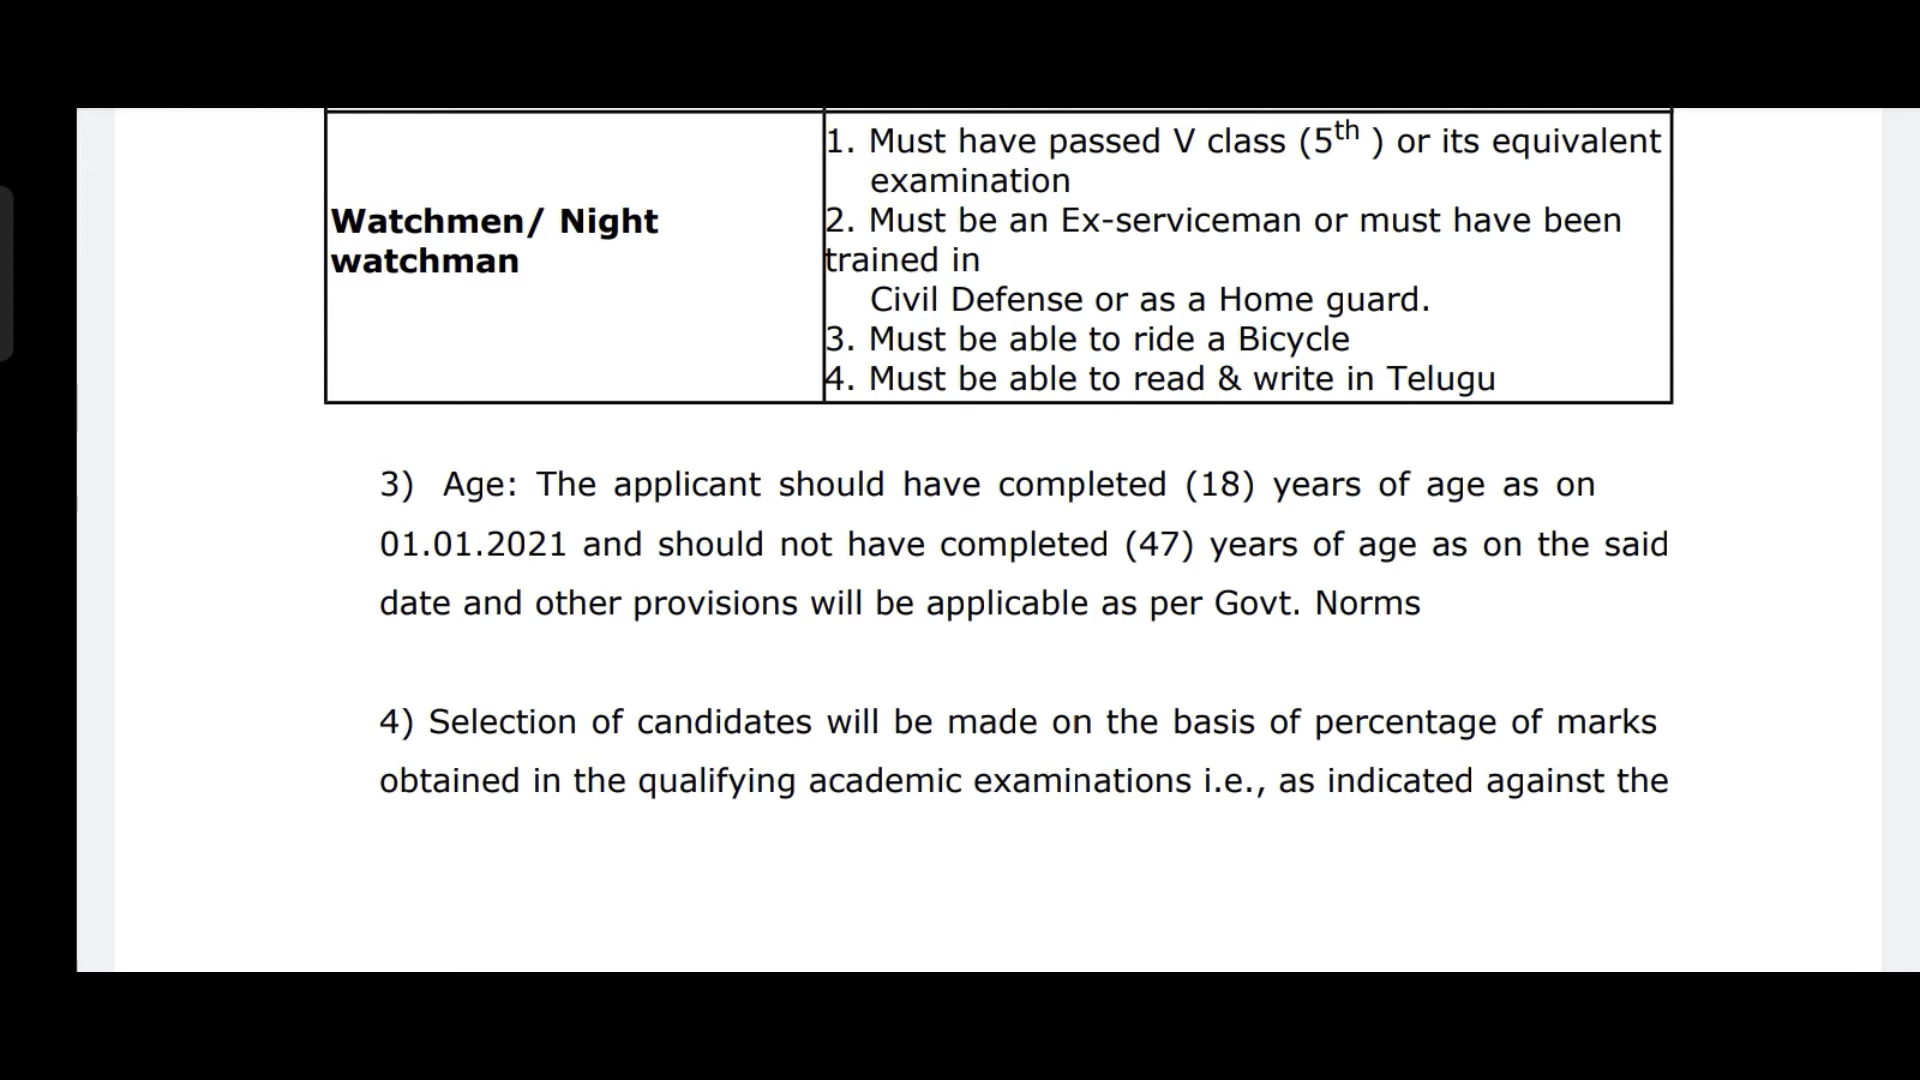 1. Must have passed V class (5th ) or its equivalent
examination
Watchmen/ Night
watchman
2. Must be an Ex-serviceman or must have been
trained in
Civil Defense or as a Home guard.
3. Must be able to ride a Bicycle
4. Must be able to read & write in Telugu
3) Age: The applicant should have completed (18) years of age as on
01.01.2021 and should not have completed (47) years of age as on the said
date and other provisions will be applicable as per Govt. Norms
4) Selection of candidates will be made on the basis of percentage of marks
obtained in the qualifying academic examinations i.e., as indicated against the